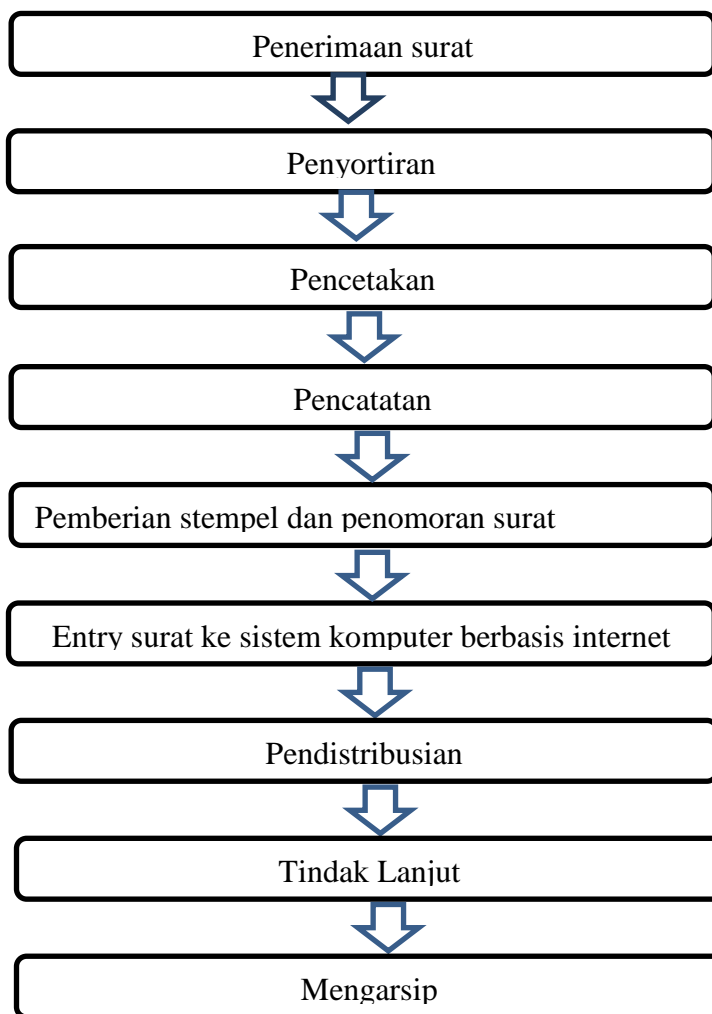 Penerimaan surat
Penyortiran
Pencetakan
Pencatatan
Pemberian stempel dan penomoran surat
Entry surat ke sistem komputer berbasis internet
Pendistribusian
Tindak Lanjut
Mengarsip